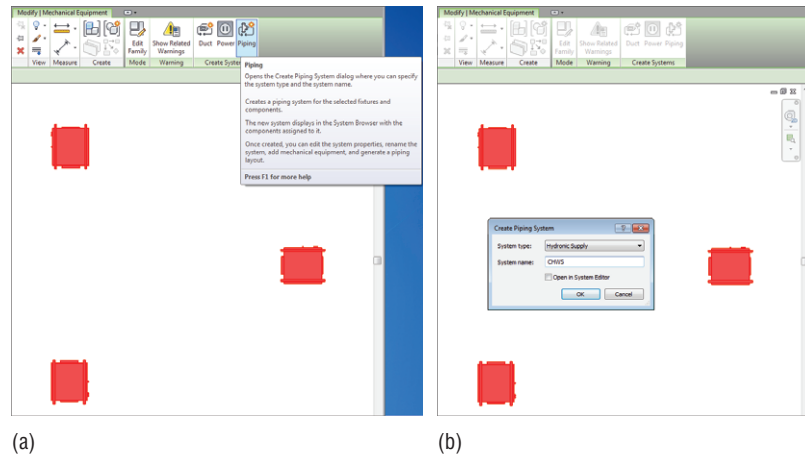 Modify | Mechanical Equipment
Edit Family
Show Related Warnings
Duct
Power
Piping
View
Measure
Create
Mode
Warning
Create Syste
Piping
Opens the Create Piping System dialog where you can specify
the system type and the system name.
Creates a piping system for the selected fixtures and
components.
The new system displays in the System Browser with the
components assigned to it.
Once created, you can edit the system properties, rename the
system, add mechanical equipment, and generate a piping
layout.
Press F1 for more help
(a)
Modify | Mechanical Equipment
Edit Family
Show Related Warnings
Duct
Power
Piping
View
Measure
Create
Mode
Warning
Create Systems
Create Piping System
System type:
Hydronic Supply
System name:
CHWS
Open in System Editor
OK
Cancel
(b)